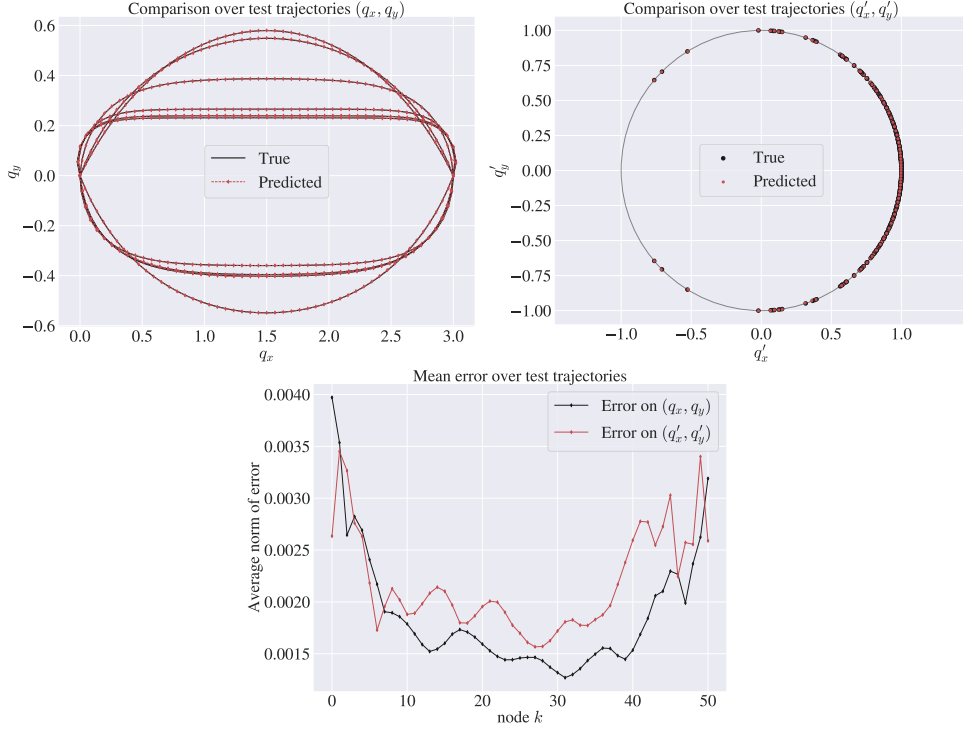 Comparison over test trajectories (q_x, q_y)
0.6
0.4
0.2
0.0
−0.2
−0.4
−0.6
q_y
True
Predicted
0.0 0.5 1.0 1.5 2.0 2.5 3.0
q_x
Comparison over test trajectories (q′_x, q′_y)
1.00
0.75
0.50
0.25
0.00
−0.25
−0.50
−0.75
−1.00
q′_y
True
Predicted
−1.0 −0.5 0.0 0.5 1.0
q′_x
Mean error over test trajectories
0.0040
0.0035
0.0030
0.0025
0.0020
0.0015
Average norm of error
Error on (q_x, q_y)
Error on (q′_x, q′_y)
0 10 20 30 40 50
node k